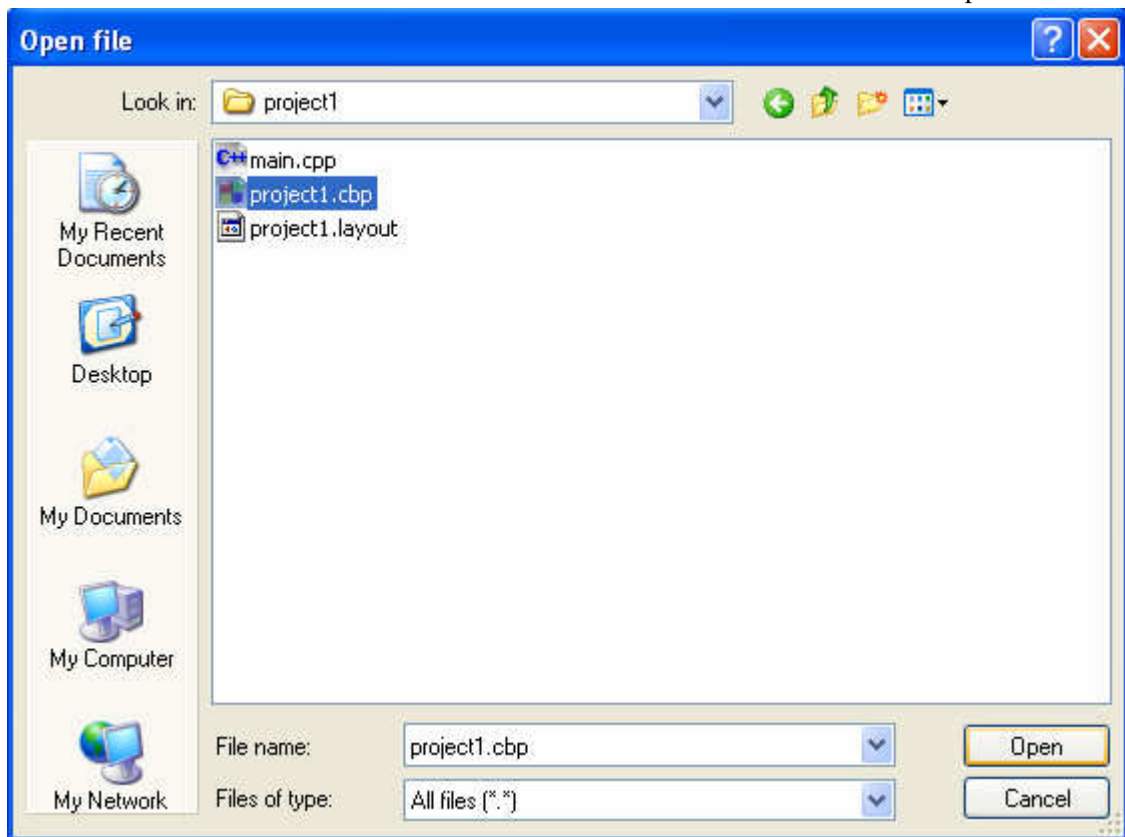 Open file
Look in: project1
C++ main.cpp
project1.cbp
project1.layout
My Recent
Documents
Desktop
My Documents
My Computer
My Network
File name: project1.cbp Open
Files of type: All files (*.*) Cancel